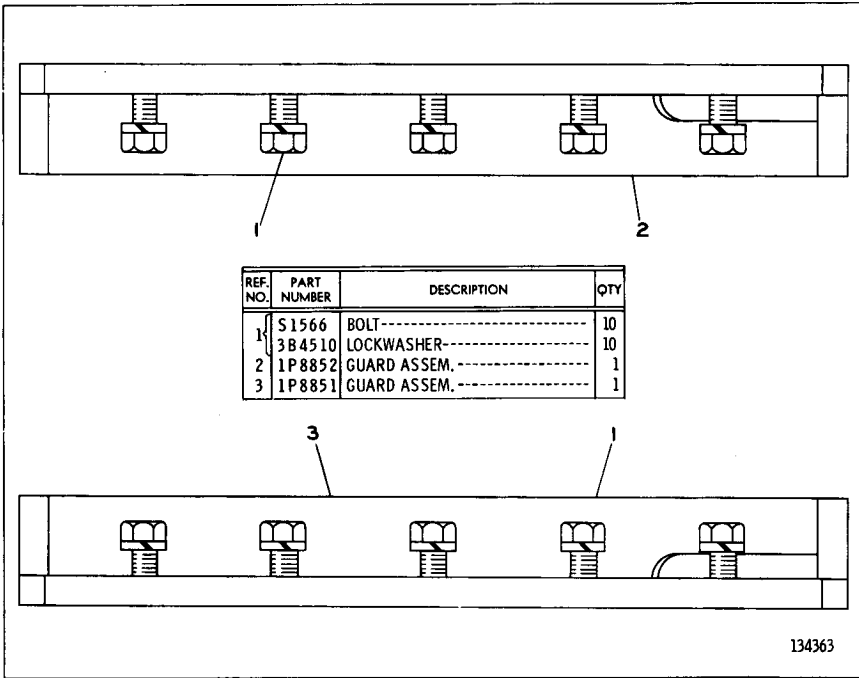 1
2
REF. NO. PART NUMBER DESCRIPTION QTY
1{ S1566 BOLT------------------------------ 10
3B4510 LOCKWASHER--------------------- 10
2 1P8852 GUARD ASSEM. ------------------- 1
3 1P8851 GUARD ASSEM. ------------------- 1
3
1
134363